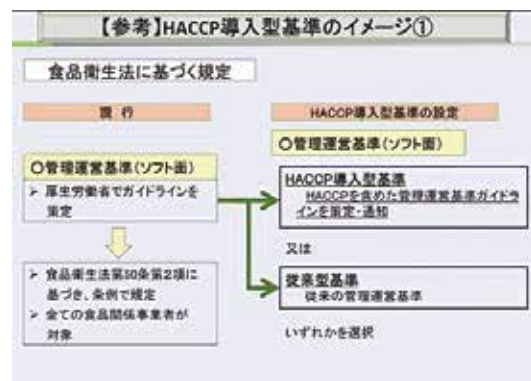 【参考】HACCP導入型基準のイメージ①
食品衛生法に基づく規定
現 行
〇管理運営基準(ソフト面)
➢ 厚生労働省でガイドラインを
策定
➢ 食品衛生法第50条第2項に
基づき、条例で規定
➢ 全ての食品関係事業者が
対象
HACCP導入型基準の設定
〇管理運営基準(ソフト面)
HACCP導入型基準
HACCPを含めた管理運営基準ガイドラ
インを策定・通知
又は
従来型基準
従来の管理運営基準
いずれかを選択